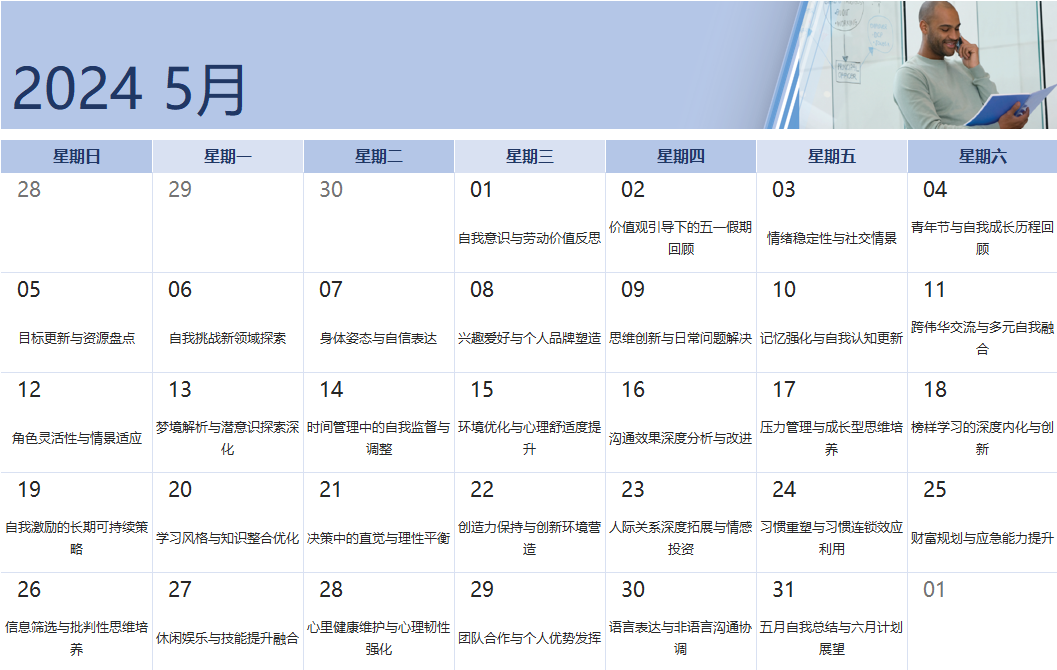 2024 5月
星期日 星期一 星期二 星期三 星期四 星期五 星期六
28 29 30 01 02 03 04
自我意识与劳动价值反思
价值观引导下的五一假期
回顾
情绪稳定性与社交情景
青年节与自我成长历程回
顾
05 06 07 08 09 10 11
目标更新与资源盘点
自我挑战新领域探索
身体姿态与自信表达
兴趣爱好与个人品牌塑造
思维创新与日常问题解决
记忆强化与自我认知更新
跨伟华交流与多元自我融
合
12 13 14 15 16 17 18
角色灵活性与情景适应
梦境解析与潜意识探索深
化
时间管理中的自我监督与
调整
环境优化与心理舒适度提
升
沟通效果深度分析与改进
压力管理与成长型思维培
养
榜样学习的深度内化与创
新
19 20 21 22 23 24 25
自我激励的长期可持续策
略
学习风格与知识整合优化
决策中的直觉与理性平衡
创造力保持与创新环境营
造
人际关系深度拓展与情感
投资
习惯重塑与习惯连锁效应
利用
财富规划与应急能力提升
26 27 28 29 30 31 01
信息筛选与批判性思维培
养
休闲娱乐与技能提升融合
心里健康维护与心理韧性
强化
团队合作与个人优势发挥
语言表达与非语言沟通协
调
五月自我总结与六月计划
展望